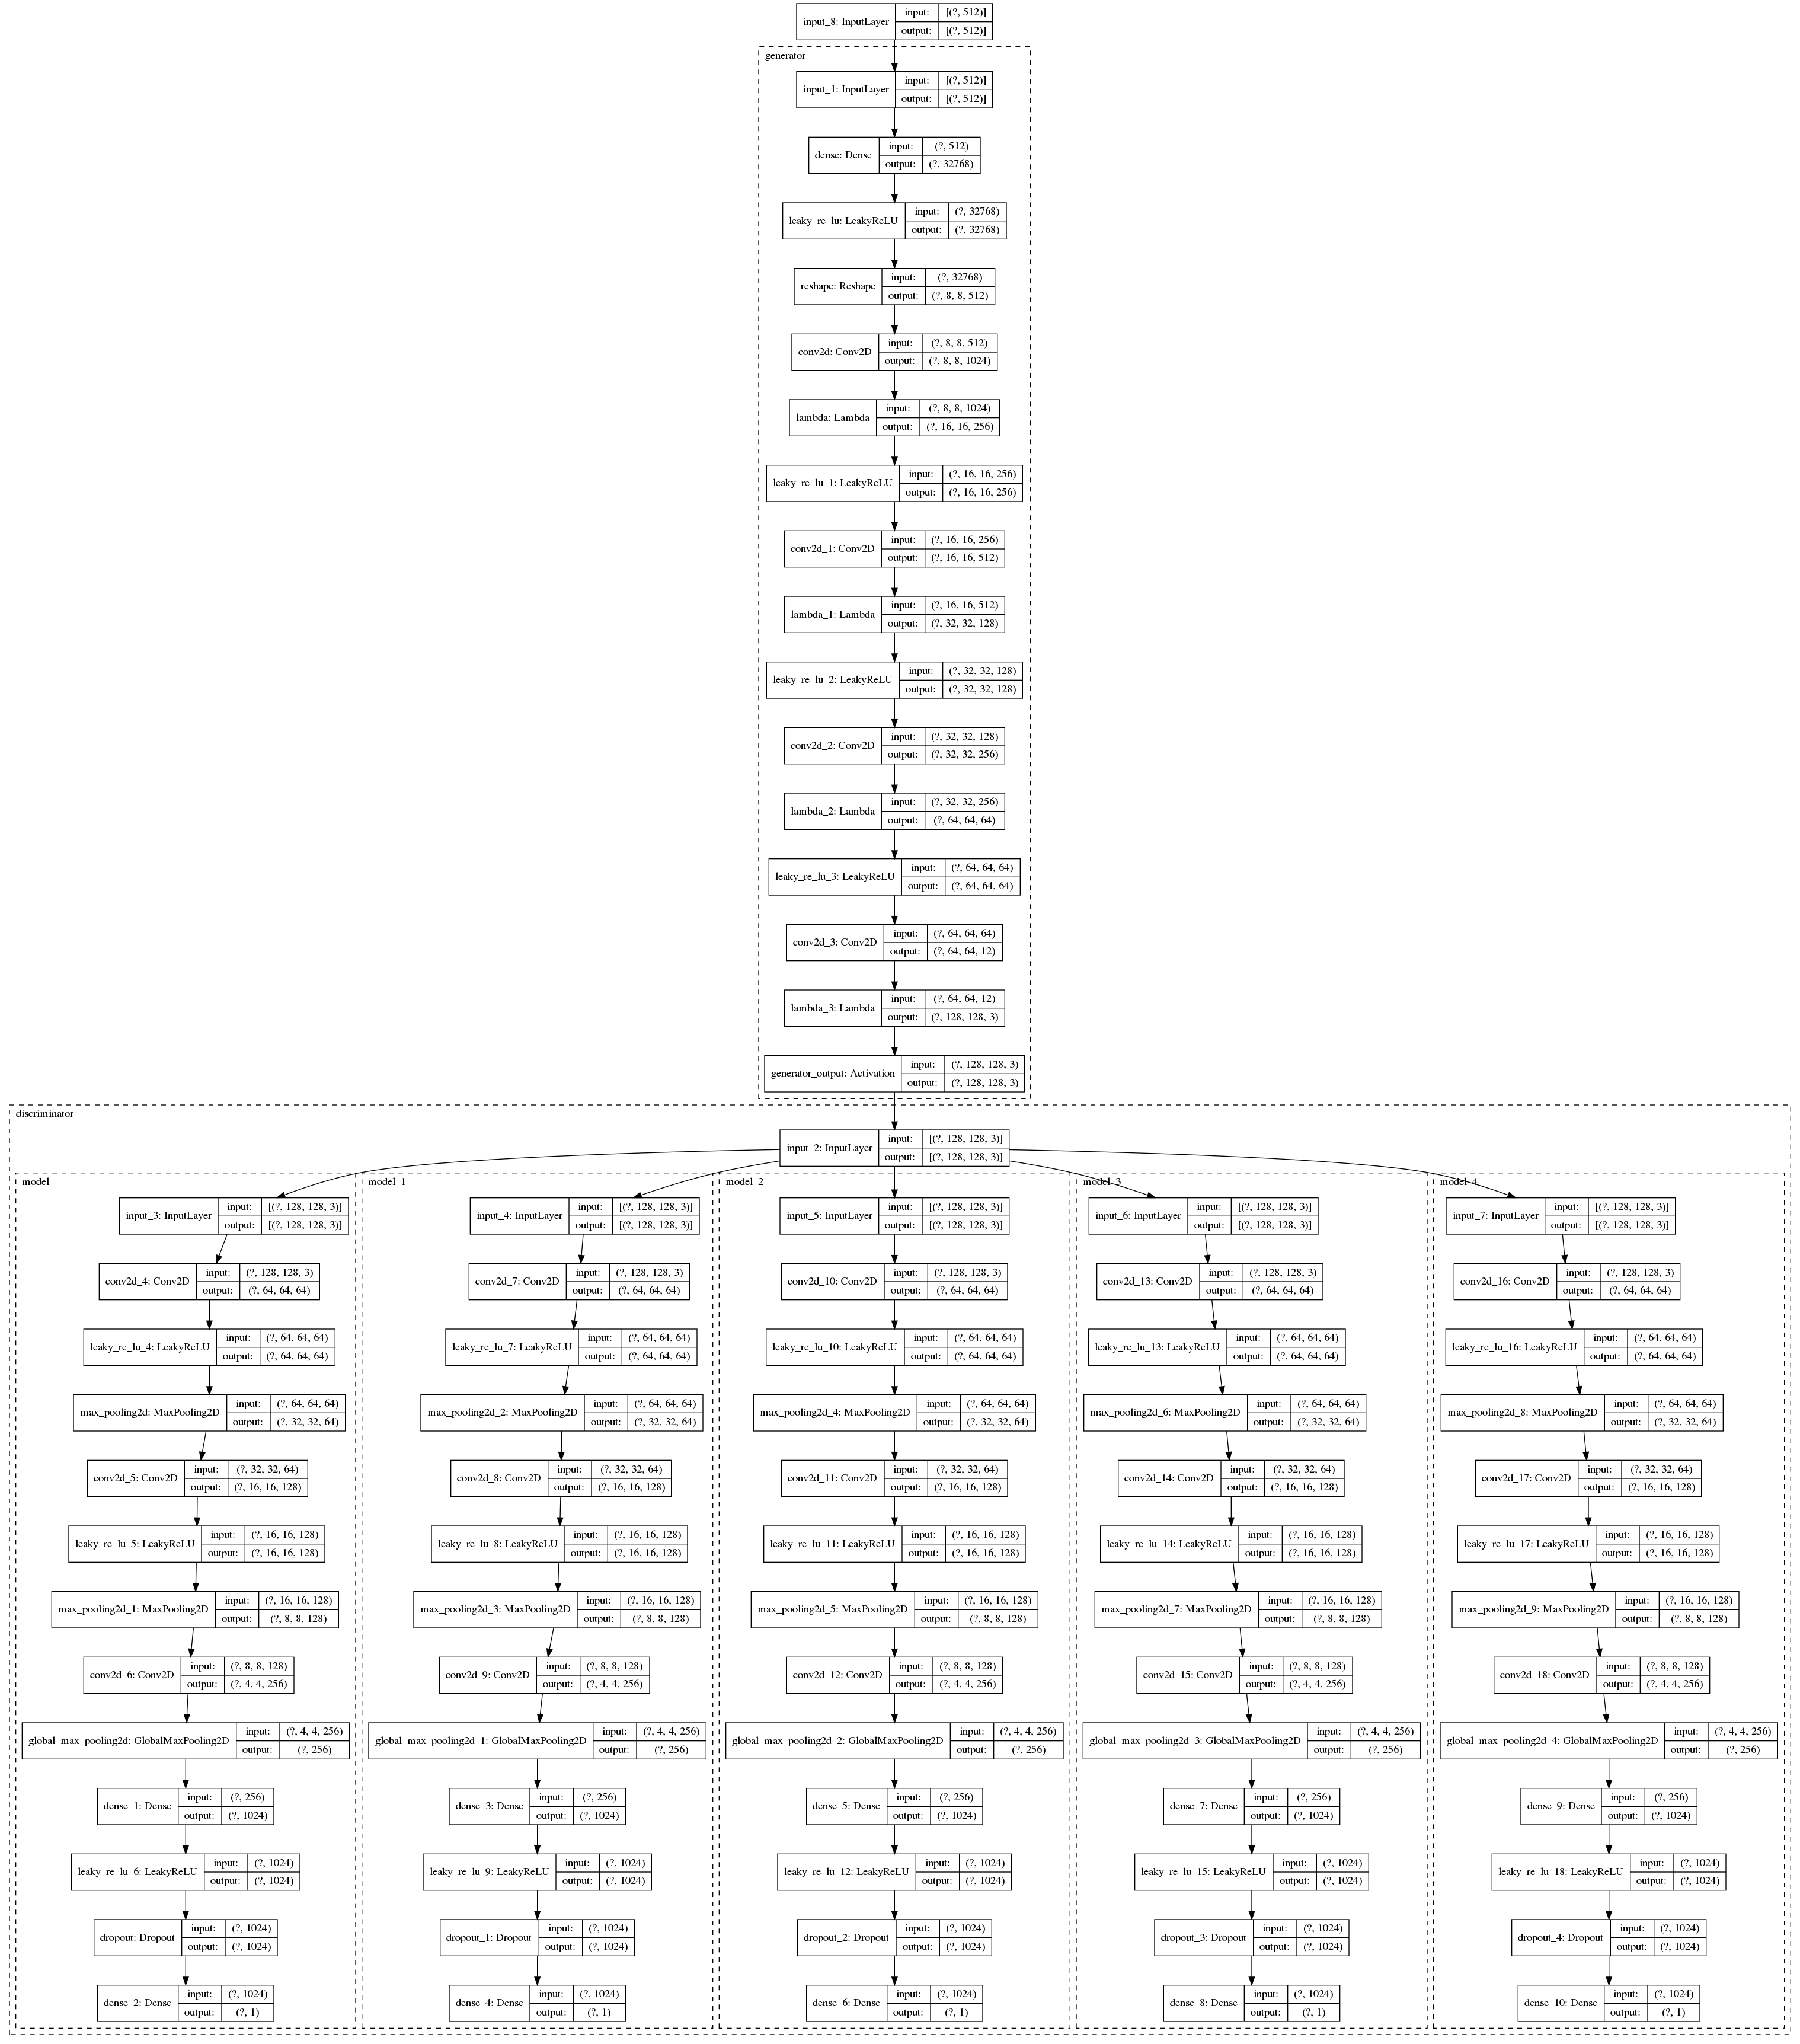 input_8: InputLayer
input: [(?, 512)]
output: [(?, 512)]
generator
input_1: InputLayer
input: [(?, 512)]
output: [(?, 512)]
dense: Dense
input: (?, 512)
output: (?, 32768)
leaky_re_lu: LeakyReLU
input: (?, 32768)
output: (?, 32768)
reshape: Reshape
input: (?, 32768)
output: (?, 8, 8, 512)
conv2d: Conv2D
input: (?, 8, 8, 512)
output: (?, 8, 8, 1024)
lambda: Lambda
input: (?, 8, 8, 1024)
output: (?, 16, 16, 256)
leaky_re_lu_1: LeakyReLU
input: (?, 16, 16, 256)
output: (?, 16, 16, 256)
conv2d_1: Conv2D
input: (?, 16, 16, 256)
output: (?, 16, 16, 512)
lambda_1: Lambda
input: (?, 16, 16, 512)
output: (?, 32, 32, 128)
leaky_re_lu_2: LeakyReLU
input: (?, 32, 32, 128)
output: (?, 32, 32, 128)
conv2d_2: Conv2D
input: (?, 32, 32, 128)
output: (?, 32, 32, 256)
lambda_2: Lambda
input: (?, 32, 32, 256)
output: (?, 64, 64, 64)
leaky_re_lu_3: LeakyReLU
input: (?, 64, 64, 64)
output: (?, 64, 64, 64)
conv2d_3: Conv2D
input: (?, 64, 64, 64)
output: (?, 64, 64, 12)
lambda_3: Lambda
input: (?, 64, 64, 12)
output: (?, 128, 128, 3)
generator_output: Activation
input: (?, 128, 128, 3)
output: (?, 128, 128, 3)
discriminator
input_2: InputLayer
input: [(?, 128, 128, 3)]
output: [(?, 128, 128, 3)]
model
input_3: InputLayer
input: [(?, 128, 128, 3)]
output: [(?, 128, 128, 3)]
conv2d_4: Conv2D
input: (?, 128, 128, 3)
output: (?, 64, 64, 64)
leaky_re_lu_4: LeakyReLU
input: (?, 64, 64, 64)
output: (?, 64, 64, 64)
max_pooling2d: MaxPooling2D
input: (?, 64, 64, 64)
output: (?, 32, 32, 64)
conv2d_5: Conv2D
input: (?, 32, 32, 64)
output: (?, 16, 16, 128)
leaky_re_lu_5: LeakyReLU
input: (?, 16, 16, 128)
output: (?, 16, 16, 128)
max_pooling2d_1: MaxPooling2D
input: (?, 16, 16, 128)
output: (?, 8, 8, 128)
conv2d_6: Conv2D
input: (?, 8, 8, 128)
output: (?, 4, 4, 256)
global_max_pooling2d: GlobalMaxPooling2D
input: (?, 4, 4, 256)
output: (?, 256)
dense_1: Dense
input: (?, 256)
output: (?, 1024)
leaky_re_lu_6: LeakyReLU
input: (?, 1024)
output: (?, 1024)
dropout: Dropout
input: (?, 1024)
output: (?, 1024)
dense_2: Dense
input: (?, 1024)
output: (?, 1)
model_1
input_4: InputLayer
input: [(?, 128, 128, 3)]
output: [(?, 128, 128, 3)]
conv2d_7: Conv2D
input: (?, 128, 128, 3)
output: (?, 64, 64, 64)
leaky_re_lu_7: LeakyReLU
input: (?, 64, 64, 64)
output: (?, 64, 64, 64)
max_pooling2d_2: MaxPooling2D
input: (?, 64, 64, 64)
output: (?, 32, 32, 64)
conv2d_8: Conv2D
input: (?, 32, 32, 64)
output: (?, 16, 16, 128)
leaky_re_lu_8: LeakyReLU
input: (?, 16, 16, 128)
output: (?, 16, 16, 128)
max_pooling2d_3: MaxPooling2D
input: (?, 16, 16, 128)
output: (?, 8, 8, 128)
conv2d_9: Conv2D
input: (?, 8, 8, 128)
output: (?, 4, 4, 256)
global_max_pooling2d_1: GlobalMaxPooling2D
input: (?, 4, 4, 256)
output: (?, 256)
dense_3: Dense
input: (?, 256)
output: (?, 1024)
leaky_re_lu_9: LeakyReLU
input: (?, 1024)
output: (?, 1024)
dropout_1: Dropout
input: (?, 1024)
output: (?, 1024)
dense_4: Dense
input: (?, 1024)
output: (?, 1)
model_2
input_5: InputLayer
input: [(?, 128, 128, 3)]
output: [(?, 128, 128, 3)]
conv2d_10: Conv2D
input: (?, 128, 128, 3)
output: (?, 64, 64, 64)
leaky_re_lu_10: LeakyReLU
input: (?, 64, 64, 64)
output: (?, 64, 64, 64)
max_pooling2d_4: MaxPooling2D
input: (?, 64, 64, 64)
output: (?, 32, 32, 64)
conv2d_11: Conv2D
input: (?, 32, 32, 64)
output: (?, 16, 16, 128)
leaky_re_lu_11: LeakyReLU
input: (?, 16, 16, 128)
output: (?, 16, 16, 128)
max_pooling2d_5: MaxPooling2D
input: (?, 16, 16, 128)
output: (?, 8, 8, 128)
conv2d_12: Conv2D
input: (?, 8, 8, 128)
output: (?, 4, 4, 256)
global_max_pooling2d_2: GlobalMaxPooling2D
input: (?, 4, 4, 256)
output: (?, 256)
dense_5: Dense
input: (?, 256)
output: (?, 1024)
leaky_re_lu_12: LeakyReLU
input: (?, 1024)
output: (?, 1024)
dropout_2: Dropout
input: (?, 1024)
output: (?, 1024)
dense_6: Dense
input: (?, 1024)
output: (?, 1)
model_3
input_6: InputLayer
input: [(?, 128, 128, 3)]
output: [(?, 128, 128, 3)]
conv2d_13: Conv2D
input: (?, 128, 128, 3)
output: (?, 64, 64, 64)
leaky_re_lu_13: LeakyReLU
input: (?, 64, 64, 64)
output: (?, 64, 64, 64)
max_pooling2d_6: MaxPooling2D
input: (?, 64, 64, 64)
output: (?, 32, 32, 64)
conv2d_14: Conv2D
input: (?, 32, 32, 64)
output: (?, 16, 16, 128)
leaky_re_lu_14: LeakyReLU
input: (?, 16, 16, 128)
output: (?, 16, 16, 128)
max_pooling2d_7: MaxPooling2D
input: (?, 16, 16, 128)
output: (?, 8, 8, 128)
conv2d_15: Conv2D
input: (?, 8, 8, 128)
output: (?, 4, 4, 256)
global_max_pooling2d_3: GlobalMaxPooling2D
input: (?, 4, 4, 256)
output: (?, 256)
dense_7: Dense
input: (?, 256)
output: (?, 1024)
leaky_re_lu_15: LeakyReLU
input: (?, 1024)
output: (?, 1024)
dropout_3: Dropout
input: (?, 1024)
output: (?, 1024)
dense_8: Dense
input: (?, 1024)
output: (?, 1)
model_4
input_7: InputLayer
input: [(?, 128, 128, 3)]
output: [(?, 128, 128, 3)]
conv2d_16: Conv2D
input: (?, 128, 128, 3)
output: (?, 64, 64, 64)
leaky_re_lu_16: LeakyReLU
input: (?, 64, 64, 64)
output: (?, 64, 64, 64)
max_pooling2d_8: MaxPooling2D
input: (?, 64, 64, 64)
output: (?, 32, 32, 64)
conv2d_17: Conv2D
input: (?, 32, 32, 64)
output: (?, 16, 16, 128)
leaky_re_lu_17: LeakyReLU
input: (?, 16, 16, 128)
output: (?, 16, 16, 128)
max_pooling2d_9: MaxPooling2D
input: (?, 16, 16, 128)
output: (?, 8, 8, 128)
conv2d_18: Conv2D
input: (?, 8, 8, 128)
output: (?, 4, 4, 256)
global_max_pooling2d_4: GlobalMaxPooling2D
input: (?, 4, 4, 256)
output: (?, 256)
dense_9: Dense
input: (?, 256)
output: (?, 1024)
leaky_re_lu_18: LeakyReLU
input: (?, 1024)
output: (?, 1024)
dropout_4: Dropout
input: (?, 1024)
output: (?, 1024)
dense_10: Dense
input: (?, 1024)
output: (?, 1)